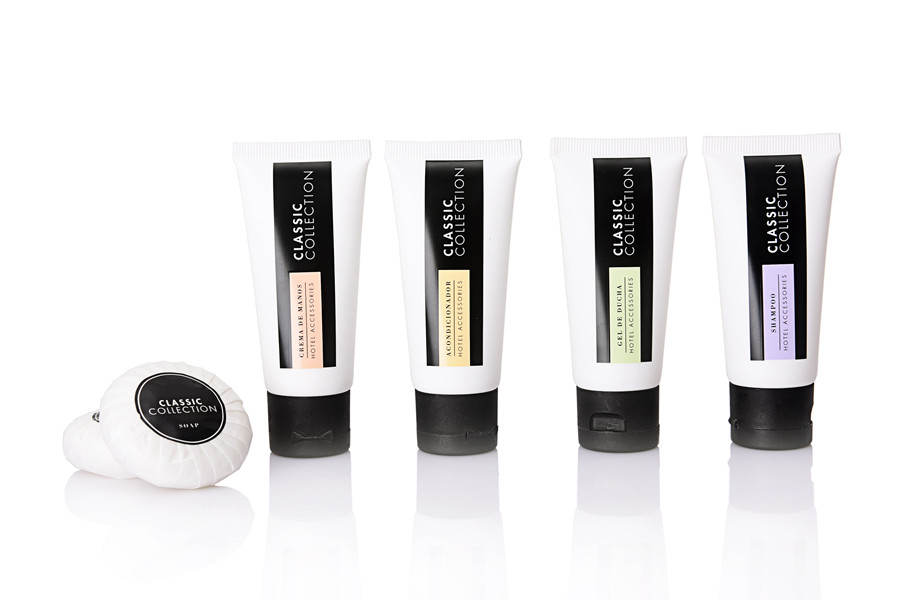 CLASSIC
COLLECTION
SOAP
CLASSIC
COLLECTION
CREMA DE MANOS
HOTEL ACCESSORIES
CLASSIC
COLLECTION
ACONDICIONADOR
HOTEL ACCESSORIES
CLASSIC
COLLECTION
GEL DE DUCHA
HOTEL ACCESSORIES
CLASSIC
COLLECTION
SHAMPOO
HOTEL ACCESSORIES